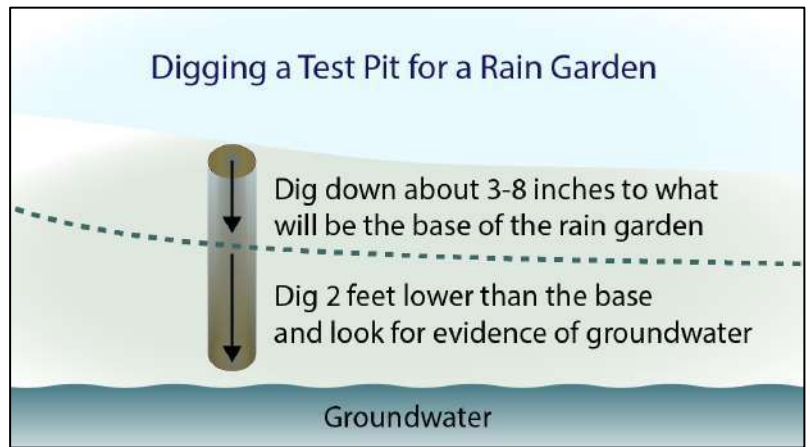 Digging a Test Pit for a Rain Garden
Dig down about 3-8 inches to what
will be the base of the rain garden
Dig 2 feet lower than the base
and look for evidence of groundwater
Groundwater